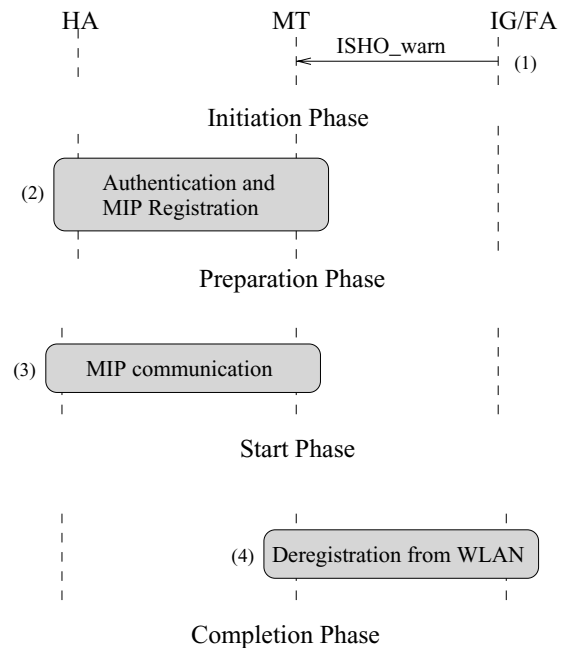 HA MT IG/FA
ISHO_warn
(1)
Initiation Phase
(2)
Authentication and
MIP Registration
Preparation Phase
(3) MIP communication
Start Phase
(4) Deregistration from WLAN
Completion Phase